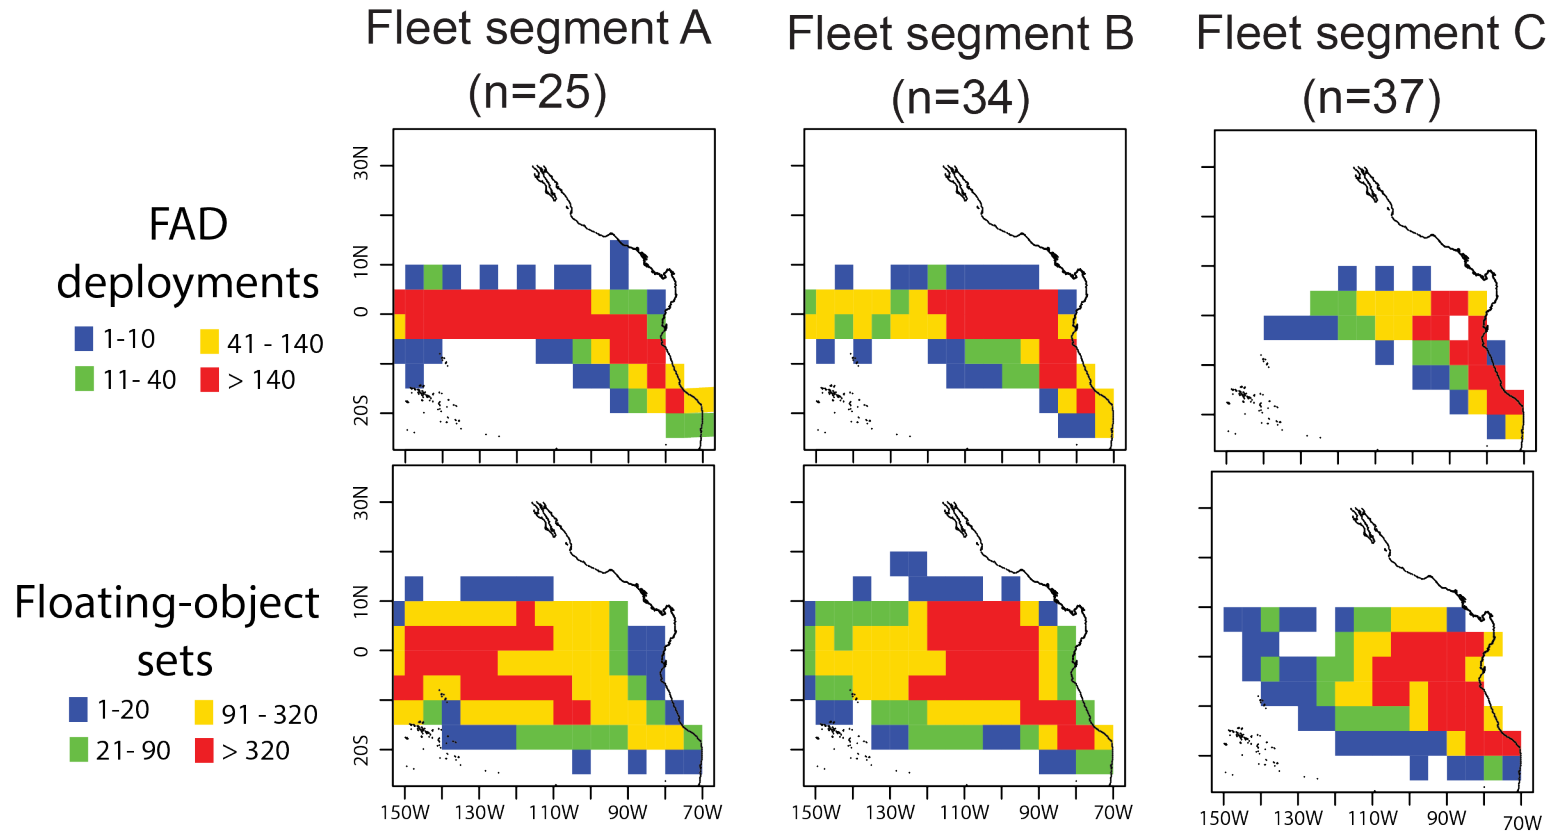 Fleet segment A
(n=25)
Fleet segment B
(n=34)
Fleet segment C
(n=37)
FAD
deployments
1-10
41 - 140
11- 40
> 140
30N
10N
0
20S
Floating-object
sets
1-20
91 - 320
21- 90
> 320
30N
10N
0
20S
150W 130W 110W 90W 70W
150W 130W 110W 90W 70W
150W 130W 110W 90W 70W